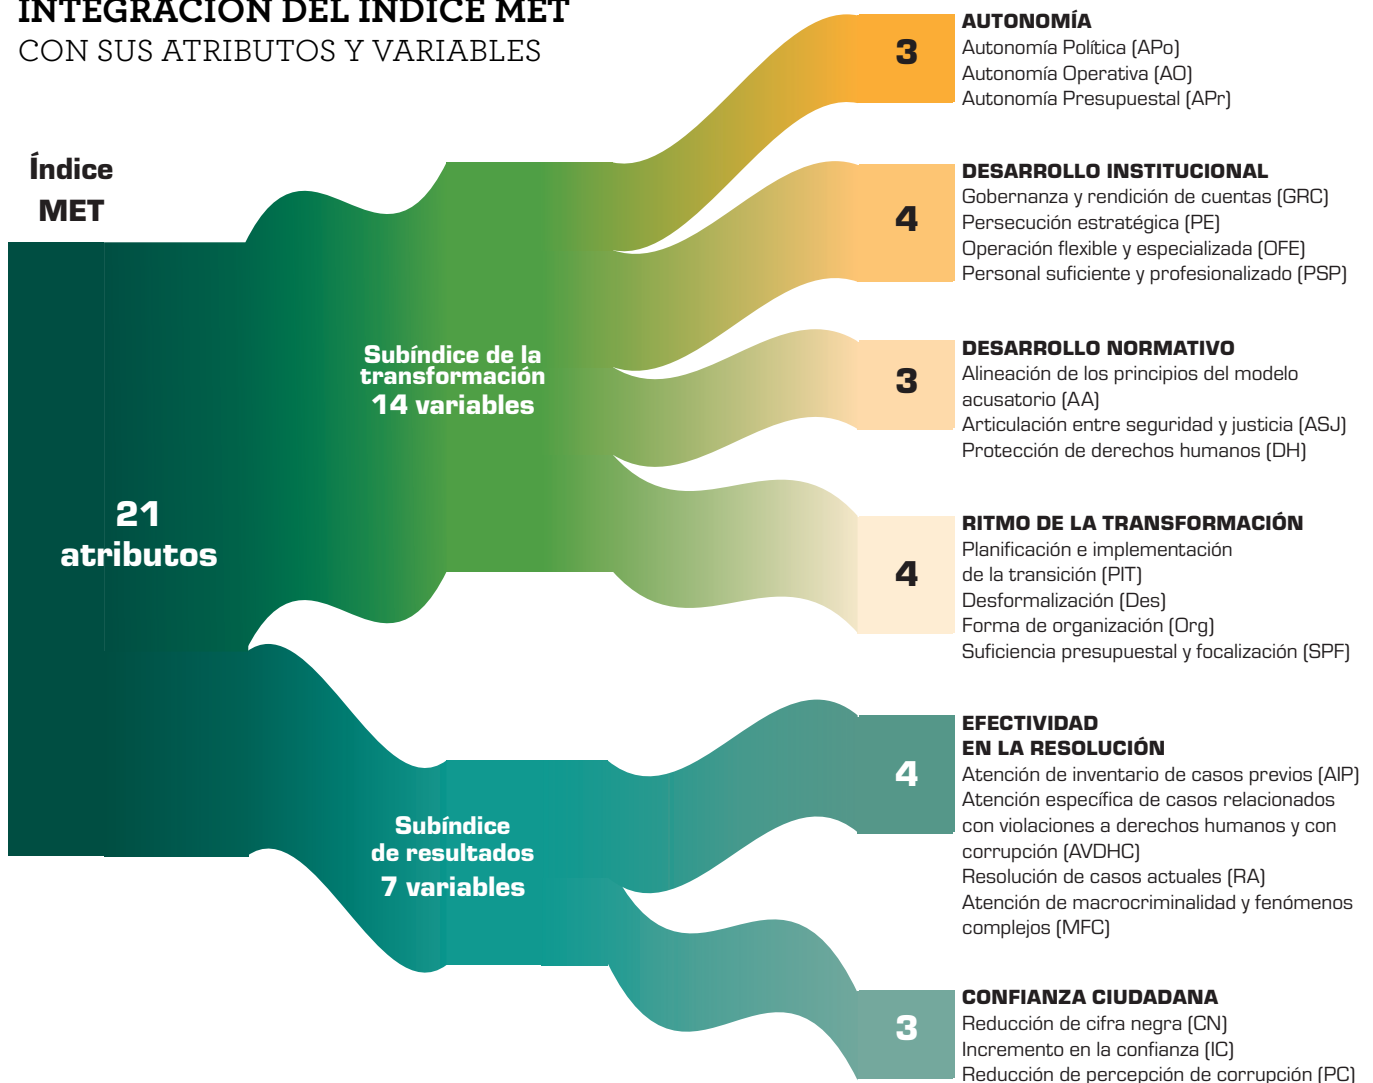 INTEGRACIÓN DEL ÍNDICE MET
CON SUS ATRIBUTOS Y VARIABLES
Índice
MET
21
atributos
Subíndice de la
transformación
14 variables
Subíndice
de resultados
7 variables
3
AUTONOMÍA
Autonomía Política (APo)
Autonomía Operativa (AO)
Autonomía Presupuestal (APr)
4
DESARROLLO INSTITUCIONAL
Gobernanza y rendición de cuentas (GRC)
Persecución estratégica (PE)
Operación flexible y especializada (OFE)
Personal suficiente y profesionalizado (PSP)
3
DESARROLLO NORMATIVO
Alineación de los principios del modelo
acusatorio (AA)
Articulación entre seguridad y justicia (ASJ)
Protección de derechos humanos (DH)
4
RITMO DE LA TRANSFORMACIÓN
Planificación e implementación
de la transición (PIT)
Desformalización (Des)
Forma de organización (Org)
Suficiencia presupuestal y focalización (SPF)
4
EFECTIVIDAD
EN LA RESOLUCIÓN
Atención de inventario de casos previos (AIP)
Atención específica de casos relacionados
con violaciones a derechos humanos y con
corrupción (AVDHC)
Resolución de casos actuales (RA)
Atención de macrocriminalidad y fenómenos
complejos (MFC)
3
CONFIANZA CIUDADANA
Reducción de cifra negra (CN)
Incremento en la confianza (IC)
Reducción de percepción de corrupción (PC)